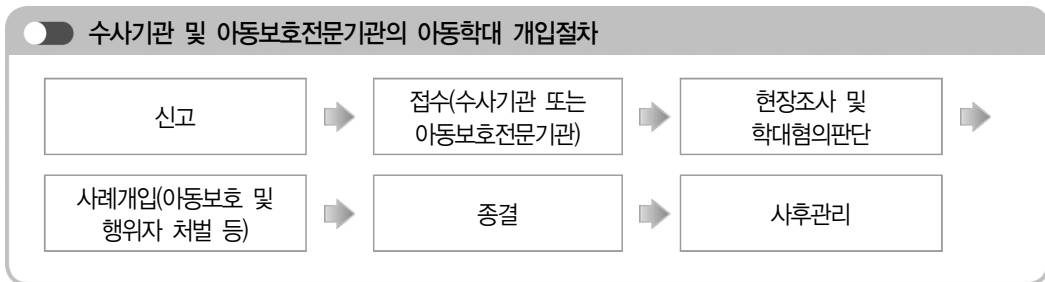 수사기관 및 아동보호전문기관의 아동학대 개입절차
신고
접수(수사기관 또는
아동보호전문기관)
현장조사 및
학대혐의판단
사례개입(아동보호 및
행위자 처벌 등)
종결
사후관리